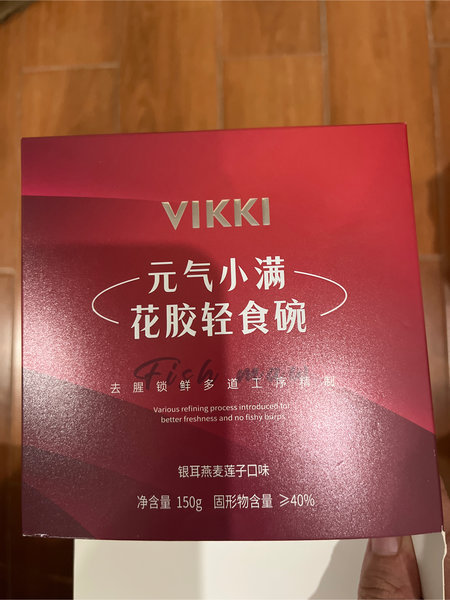 VIKKI
元气小满
花胶轻食碗
Fish maw
去腥锁鲜多道工序精制
Various refining process introduced for
better freshness and no fishy burps
银耳燕麦莲子口味
净含量 150g 固形物含量 ≥40%